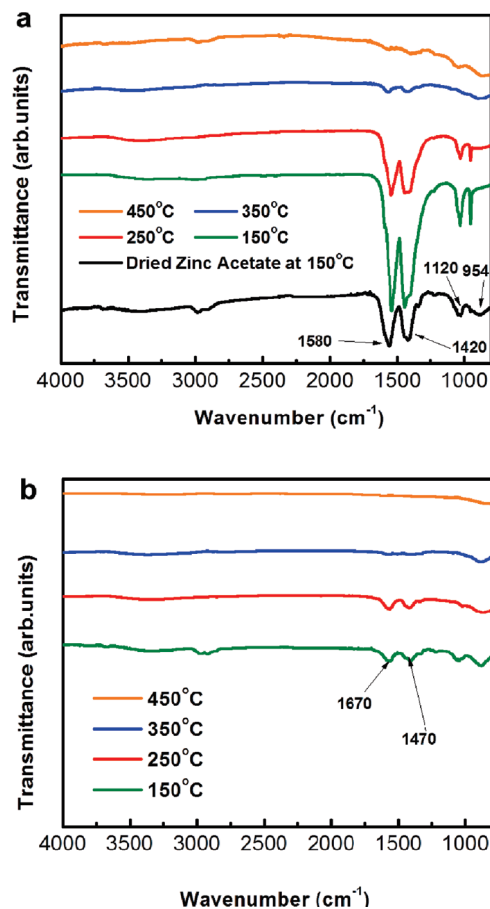 a
Transmittance (arb.units)
450°C 350°C
250°C 150°C
Dried Zinc Acetate at 150°C
1120 954
1580 1420
4000 3500 3000 2500 2000 1500 1000
Wavenumber (cm⁻¹)
b
Transmittance (arb.units)
1670
1470
450°C
350°C
250°C
150°C
4000 3500 3000 2500 2000 1500 1000
Wavenumber (cm⁻¹)